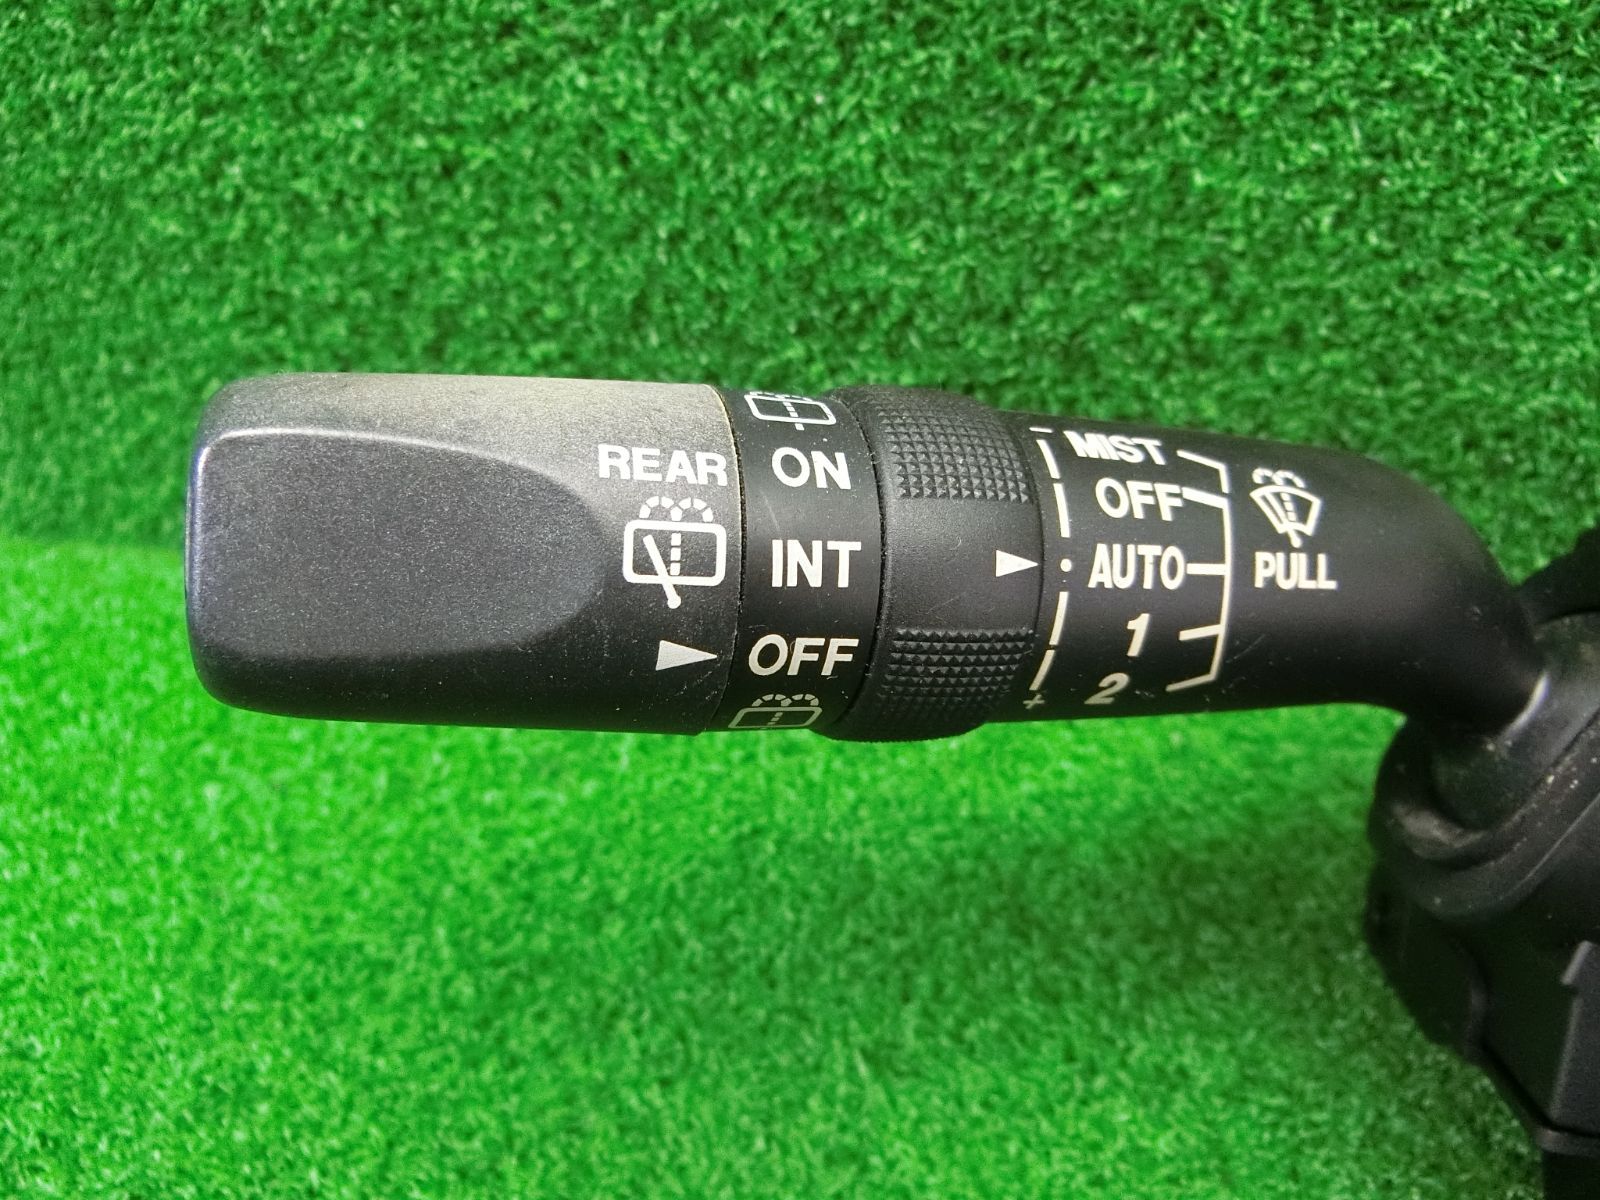 REAR
ON
INT
OFF
−
MIST
OFF
AUTO
1
2
+
PULL